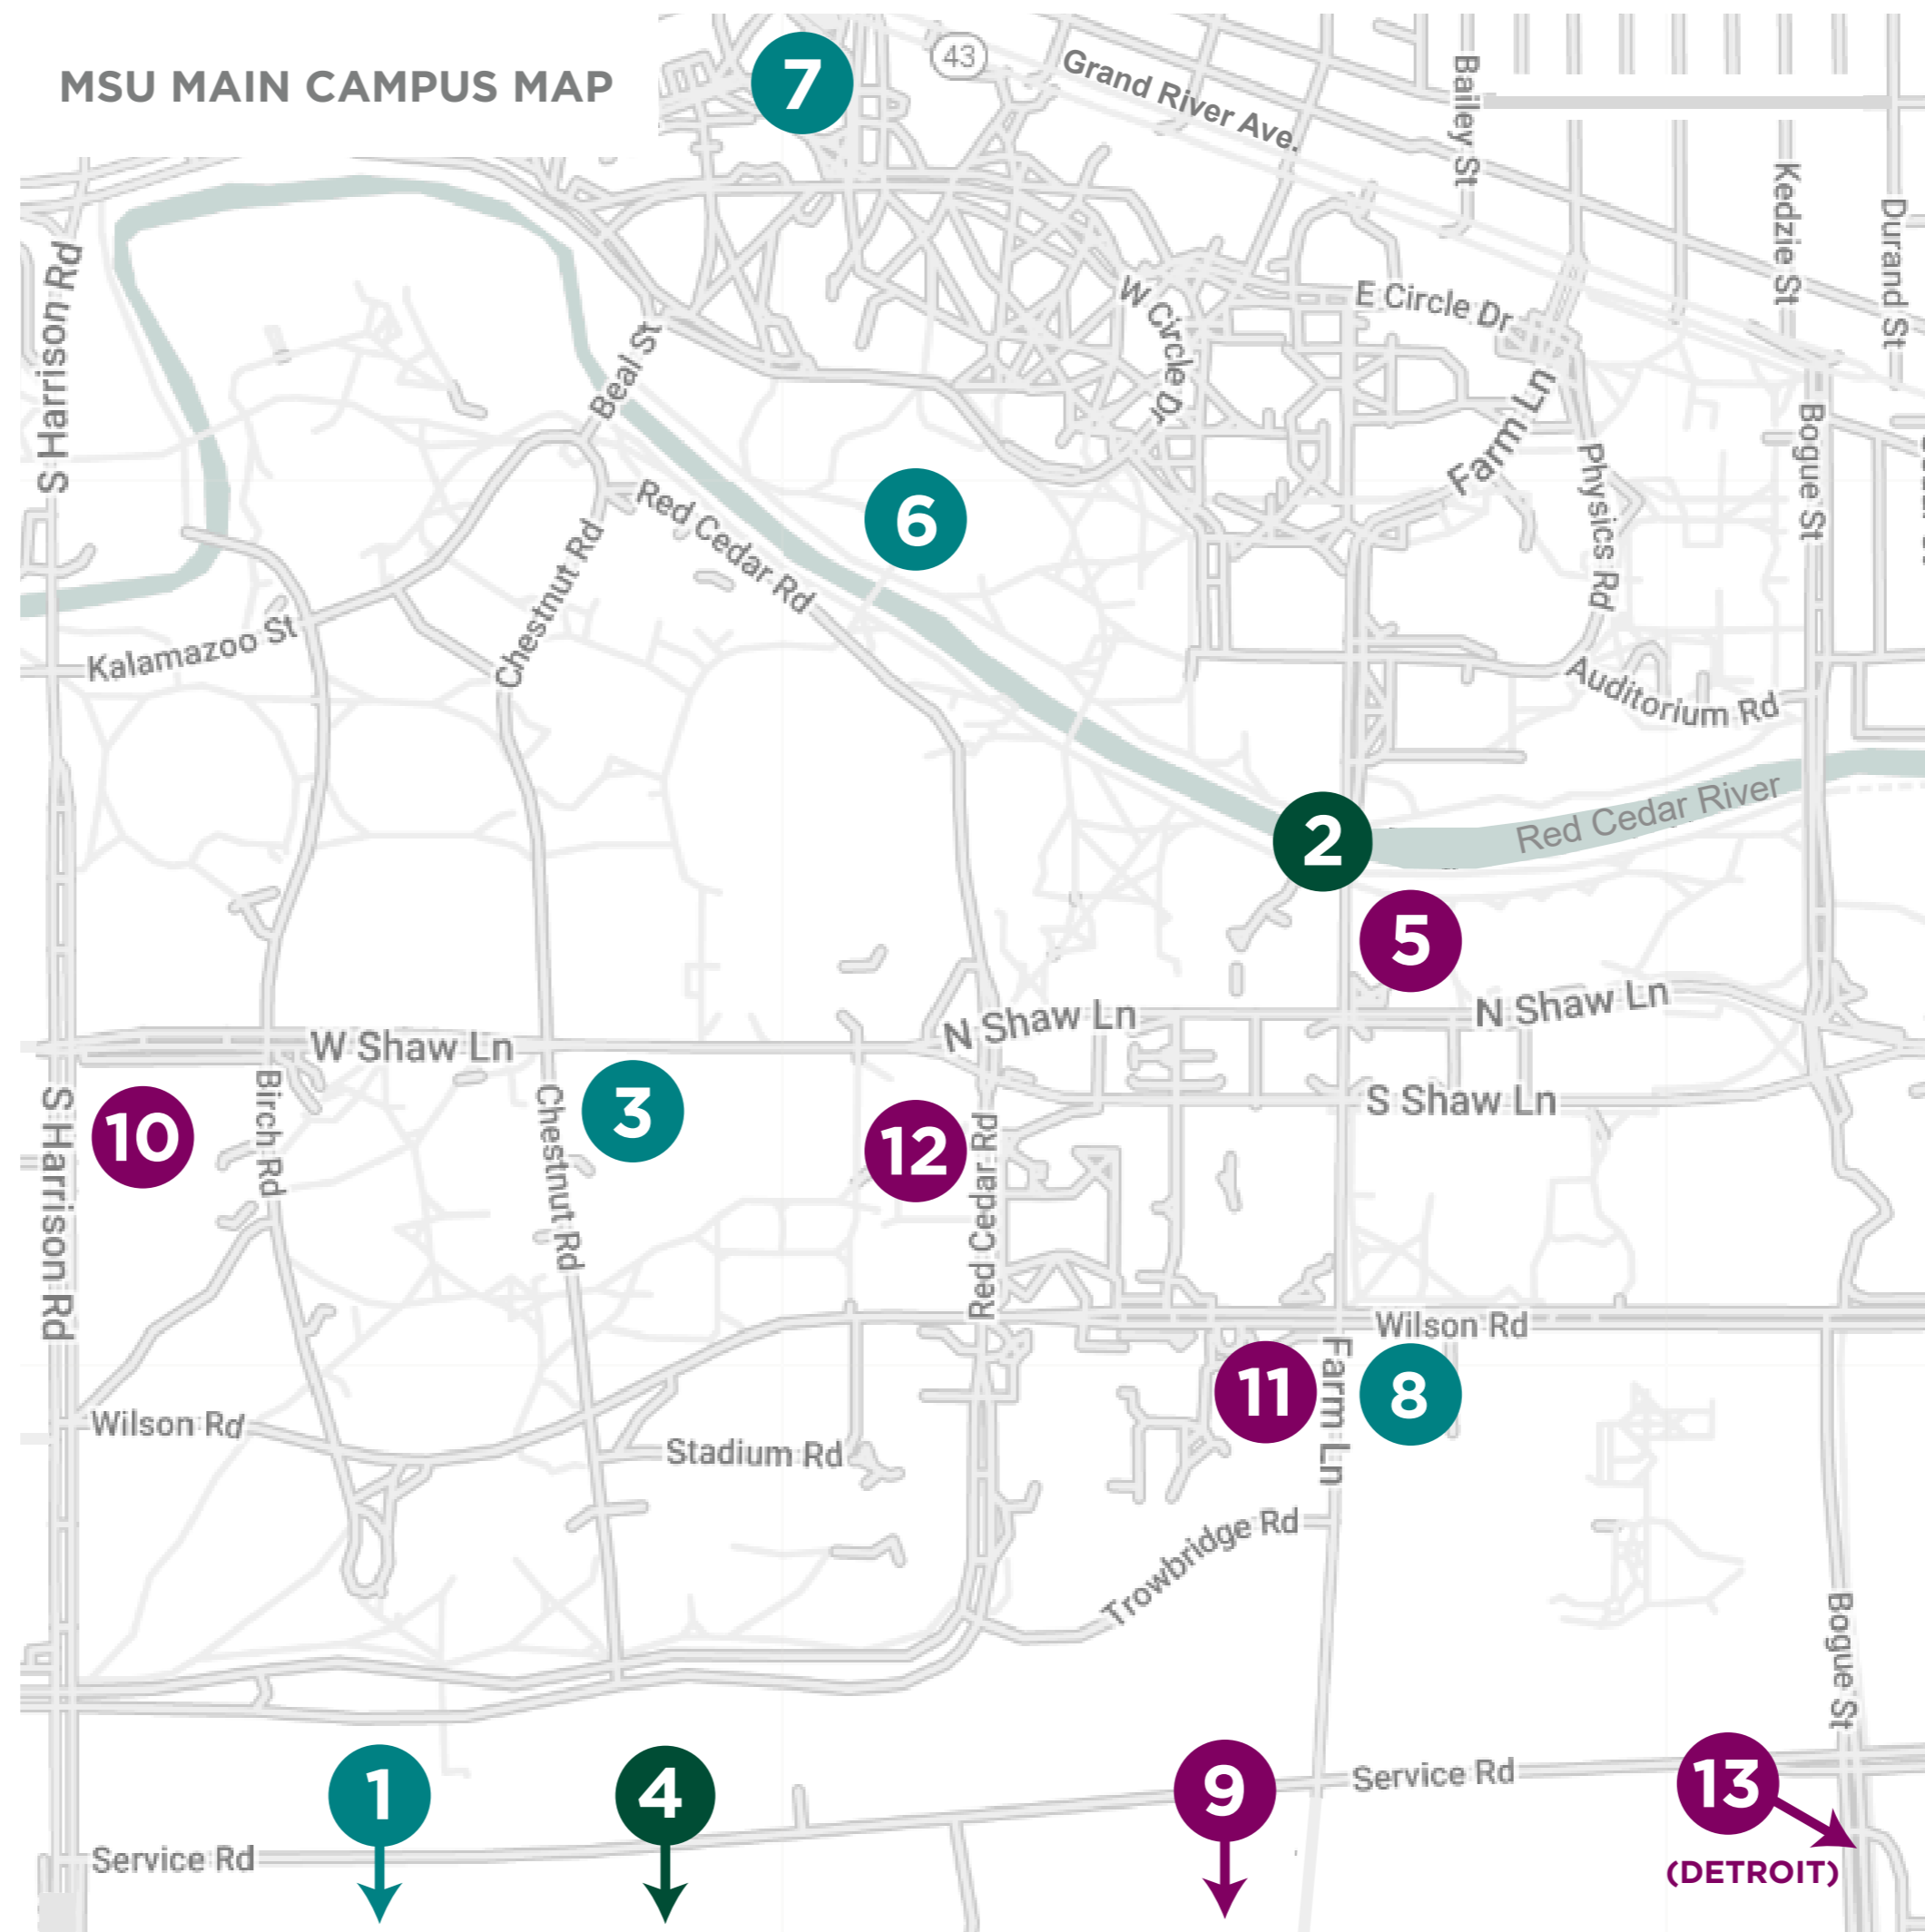 MSU MAIN CAMPUS MAP
7
43
Grand River Ave.
Bailey St
Kedzie St
Durand St
S Harrison Rd
Beal St
W Circle Dr
E Circle Dr
Farm Ln
Physics Rd
Bogue St
6
Red Cedar Rd
Chestnut Rd
Kalamazoo St
Auditorium Rd
Red Cedar River
2
5
W Shaw Ln
N Shaw Ln
N Shaw Ln
S Shaw Ln
10
3
12
S Harrison Rd
Birch Rd
Chestnut Rd
Red Cedar Rd
Wilson Rd
11
8
Farm Ln
Wilson Rd
Stadium Rd
Trowbridge Rd
Bogue St
1
4
9
Service Rd
13
(DETROIT)
Service Rd